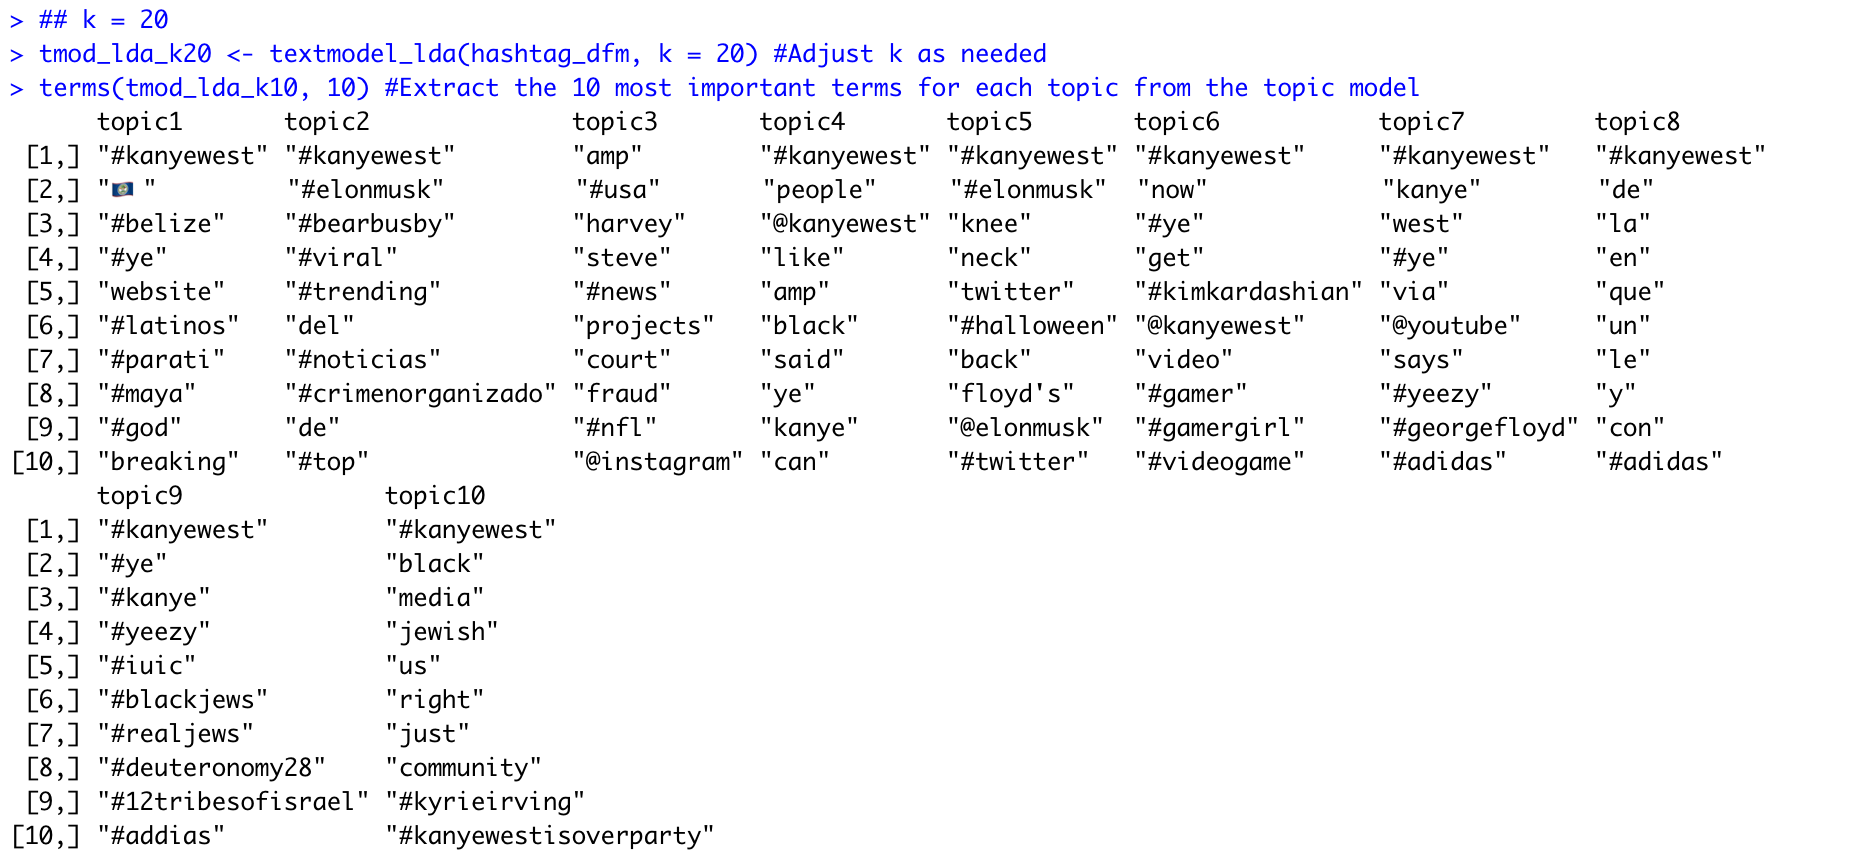 > ## k = 20
> tmod_lda_k20 <- textmodel_lda(hashtag_dfm, k = 20) #Adjust k as needed
> terms(tmod_lda_k10, 10) #Extract the 10 most important terms for each topic from the topic model
      topic1       topic2              topic3       topic4        topic5        topic6           topic7         topic8
 [1,] "#kanyewest" "#kanyewest"        "amp"        "#kanyewest" "#kanyewest" "#kanyewest"     "#kanyewest"   "#kanyewest"
 [2,] "🇧🇿 "        "#elonmusk"         "#usa"       "people"      "#elonmusk"  "now"            "kanye"        "de"
 [3,] "#belize"    "#bearbusby"        "harvey"     "@kanyewest" "knee"       "#ye"            "west"         "la"
 [4,] "#ye"        "#viral"            "steve"      "like"       "neck"       "get"            "#ye"          "en"
 [5,] "website"    "#trending"         "#news"      "amp"        "twitter"    "#kimkardashian" "via"          "que"
 [6,] "#latinos"   "del"               "projects"   "black"      "#halloween" "@kanyewest"     "@youtube"     "un"
 [7,] "#parati"    "#noticias"         "court"      "said"       "back"       "video"          "says"         "le"
 [8,] "#maya"      "#crimenorganizado" "fraud"      "ye"         "floyd's"    "#gamer"         "#yeezy"       "y"
 [9,] "#god"       "de"                "#nfl"       "kanye"      "@elonmusk"  "#gamergirl"     "#georgefloyd" "con"
[10,] "breaking"   "#top"              "@instagram" "can"        "#twitter"   "#videogame"     "#adidas"      "#adidas"
      topic9              topic10
 [1,] "#kanyewest"        "#kanyewest"
 [2,] "#ye"               "black"
 [3,] "#kanye"            "media"
 [4,] "#yeezy"            "jewish"
 [5,] "#iuic"             "us"
 [6,] "#blackjews"        "right"
 [7,] "#realjews"         "just"
 [8,] "#deuteronomy28"    "community"
 [9,] "#12tribesofisrael" "#kyrieirving"
[10,] "#addias"           "#kanyewestisoverparty"